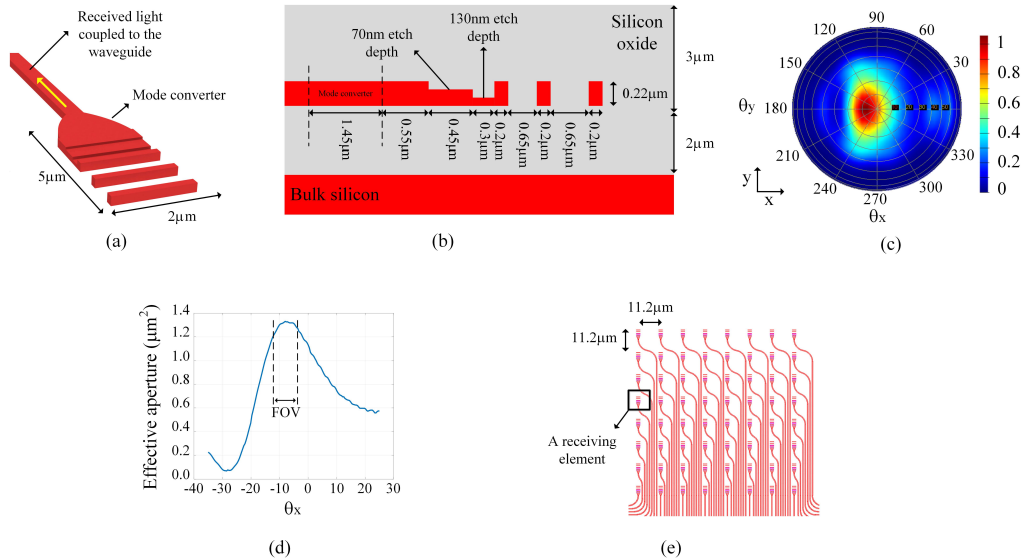 Received light
coupled to the
waveguide
Mode converter
5μm
2μm
(a)
130nm etch
depth
70nm etch
depth
Silicon
oxide
3μm
Mode converter
0.22μm
1.45μm
0.55μm
0.45μm
0.3μm
0.2μm
0.65μm
0.2μm
0.65μm
0.2μm
2μm
Bulk silicon
(b)
90
120
60
150
30
θy
180
210
330
240
300
270
θx
y
x
1
0.8
0.6
0.4
0.2
0
(c)
Effective aperture (μm²)
1.4
1.2
1.0
0.8
0.6
0.4
0.2
0.0
FOV
-40
-30
-20
-10
0
10
20
30
θx
(d)
11.2μm
11.2μm
A receiving
element
(e)